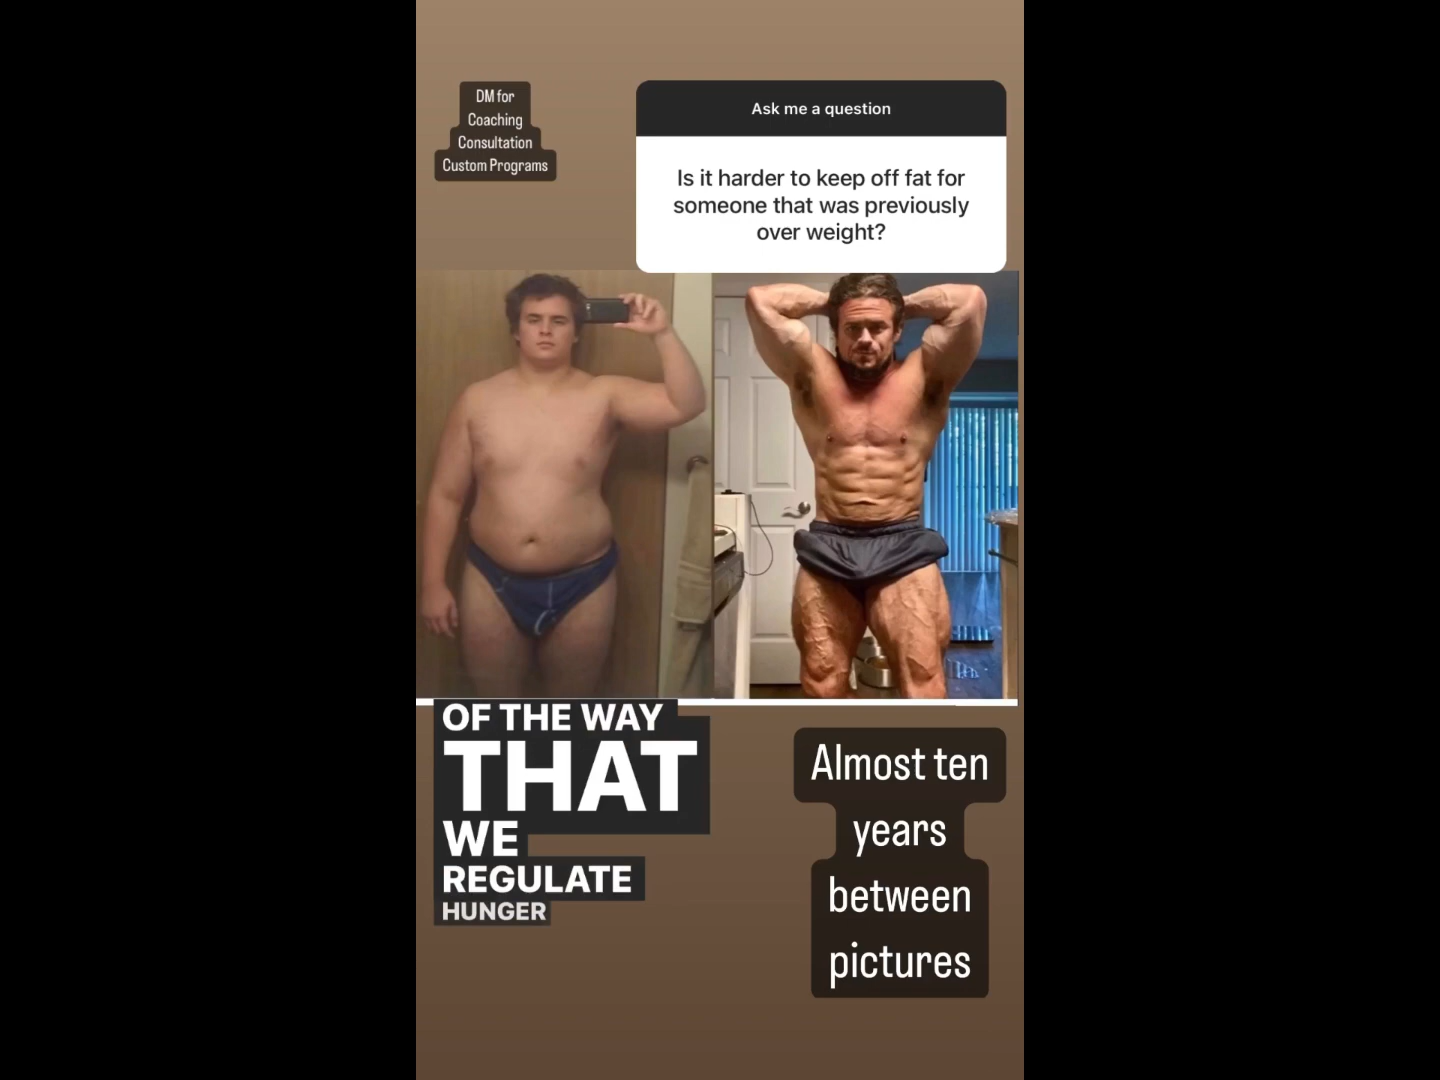 DM for
Coaching
Consultation
Custom Programs
Ask me a question
Is it harder to keep off fat for
someone that was previously
over weight?
OF THE WAY
THAT
WE
REGULATE
HUNGER
Almost ten
years
between
pictures